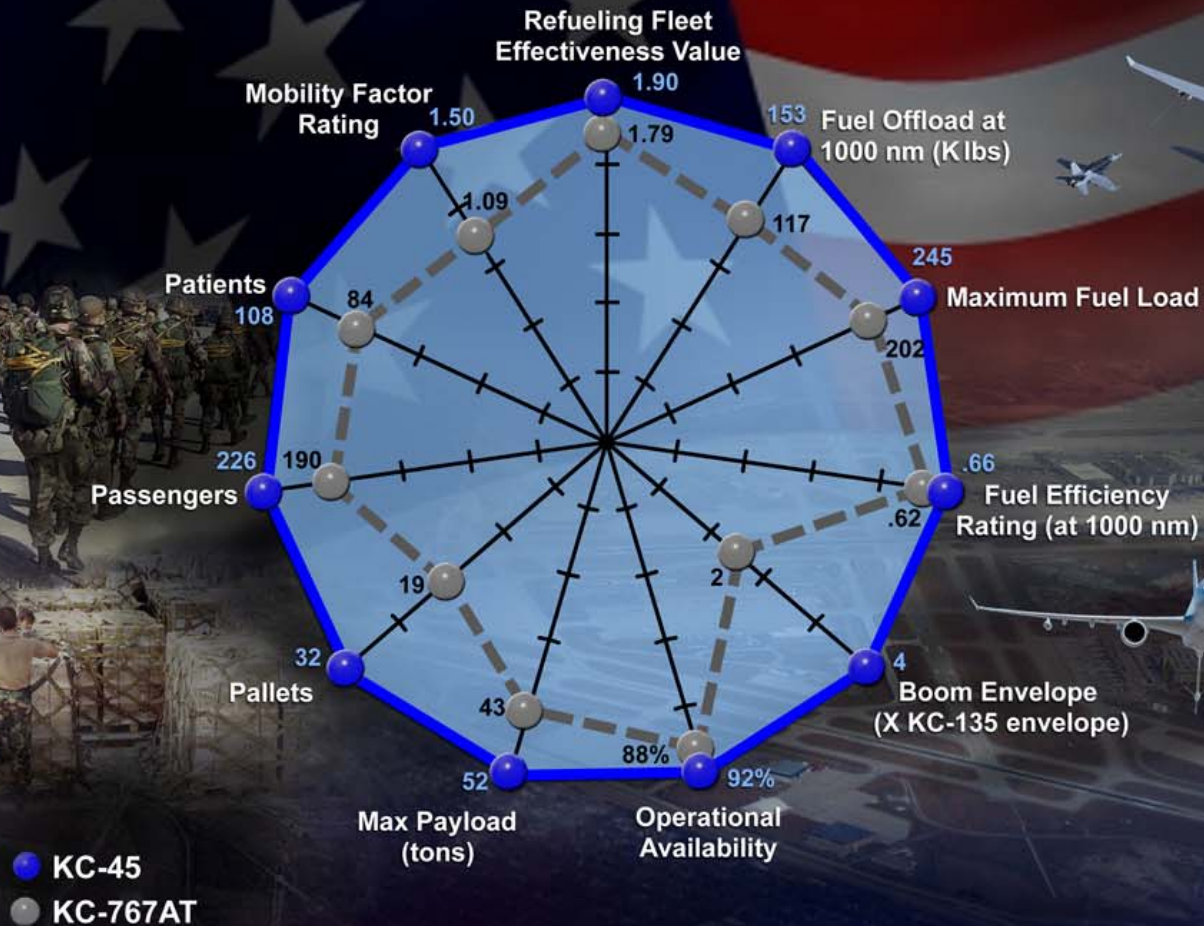 Refueling Fleet
Effectiveness Value
1.90
1.79
Mobility Factor
Rating
1.50
1.09
153
Fuel Offload at
1000 nm (K lbs)
117
245
Maximum Fuel Load
202
Patients
108
84
226
190
Passengers
.66
.62
Fuel Efficiency
Rating (at 1000 nm)
2
4
Boom Envelope
(X KC-135 envelope)
19
32
Pallets
43
52
Max Payload
(tons)
88%
92%
Operational
Availability
KC-45
KC-767AT